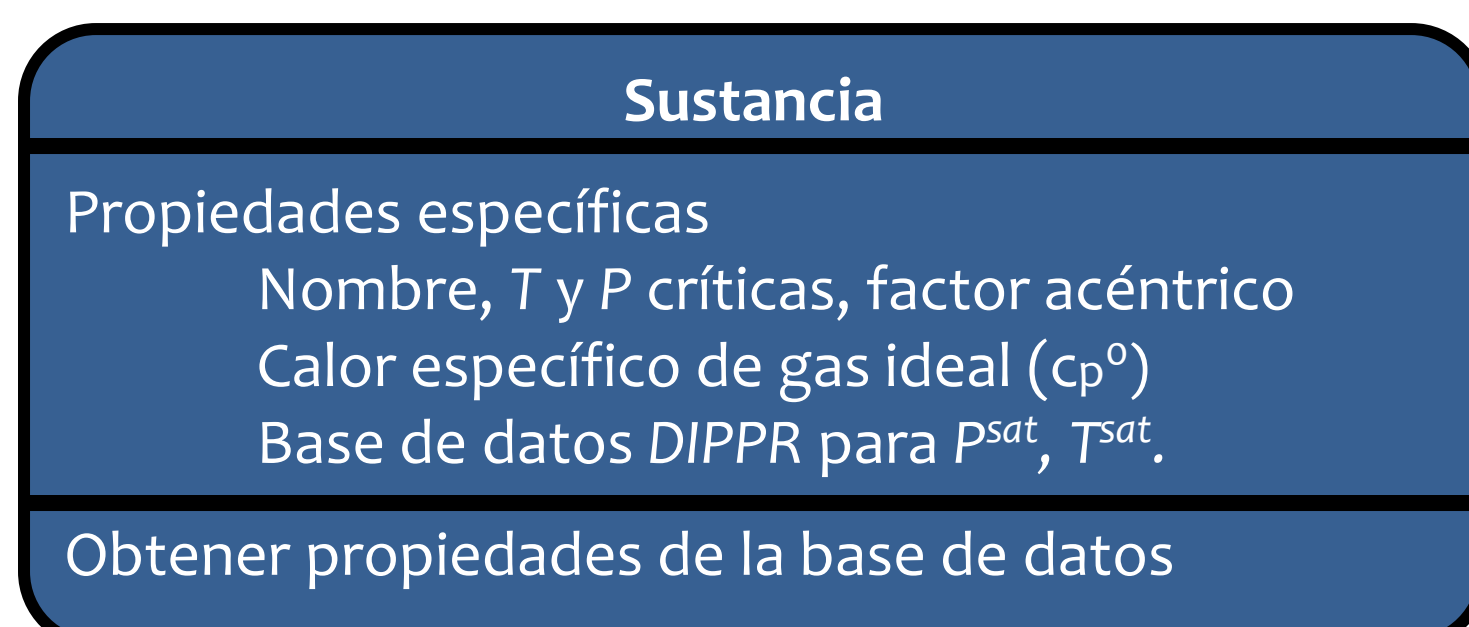 Sustancia
Propiedades específicas
Nombre, T y P críticas, factor acéntrico
Calor específico de gas ideal (cp⁰)
Base de datos DIPPR para Pˢᵃᵗ, Tˢᵃᵗ.
Obtener propiedades de la base de datos